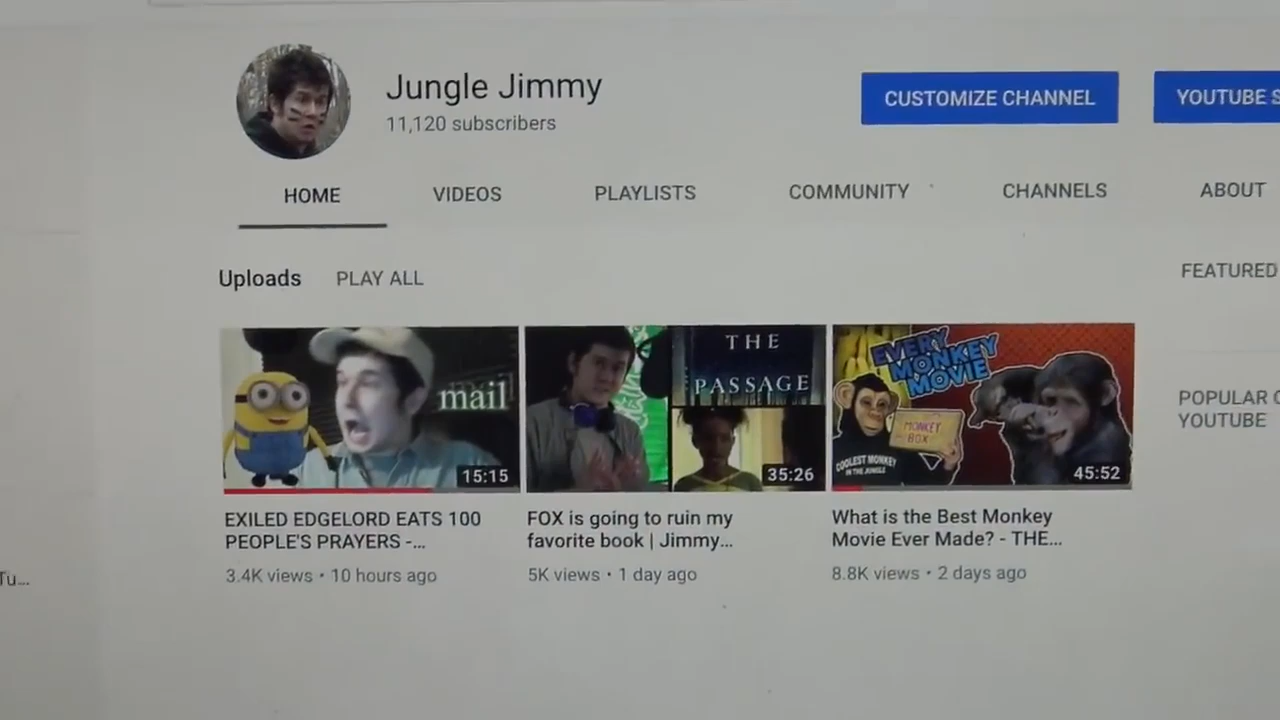 Jungle Jimmy
11,120 subscribers
CUSTOMIZE CHANNEL
YOUTUBE S
HOME
VIDEOS
PLAYLISTS
COMMUNITY
CHANNELS
ABOUT
Uploads
PLAY ALL
FEATURED
mail
15:15
THE
PASSAGE
35:26
EVERY
MONKEY
MOVIE
MONKEY
BOX
COOLEST MONKEY
IN THE JUNGLE
45:52
POPULAR O
YOUTUBE
EXILED EDGELORD EATS 100
PEOPLE'S PRAYERS -...
3.4K views • 10 hours ago
FOX is going to ruin my
favorite book | Jimmy...
5K views • 1 day ago
What is the Best Monkey
Movie Ever Made? - THE...
8.8K views • 2 days ago
Tu...